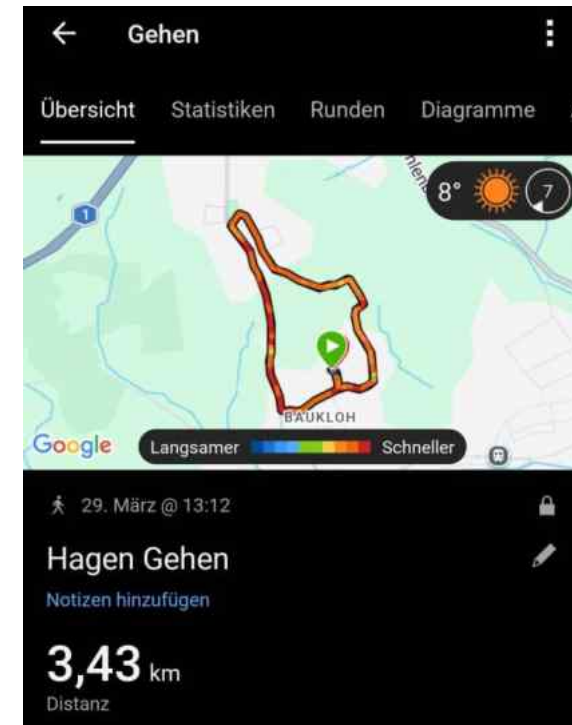 Gehen
Übersicht Statistiken Runden Diagramme
8° 7
1
BAUKLOH
Google Langsamer Schneller
29. März @ 13:12
Hagen Gehen
Notizen hinzufügen
3,43 km
Distanz